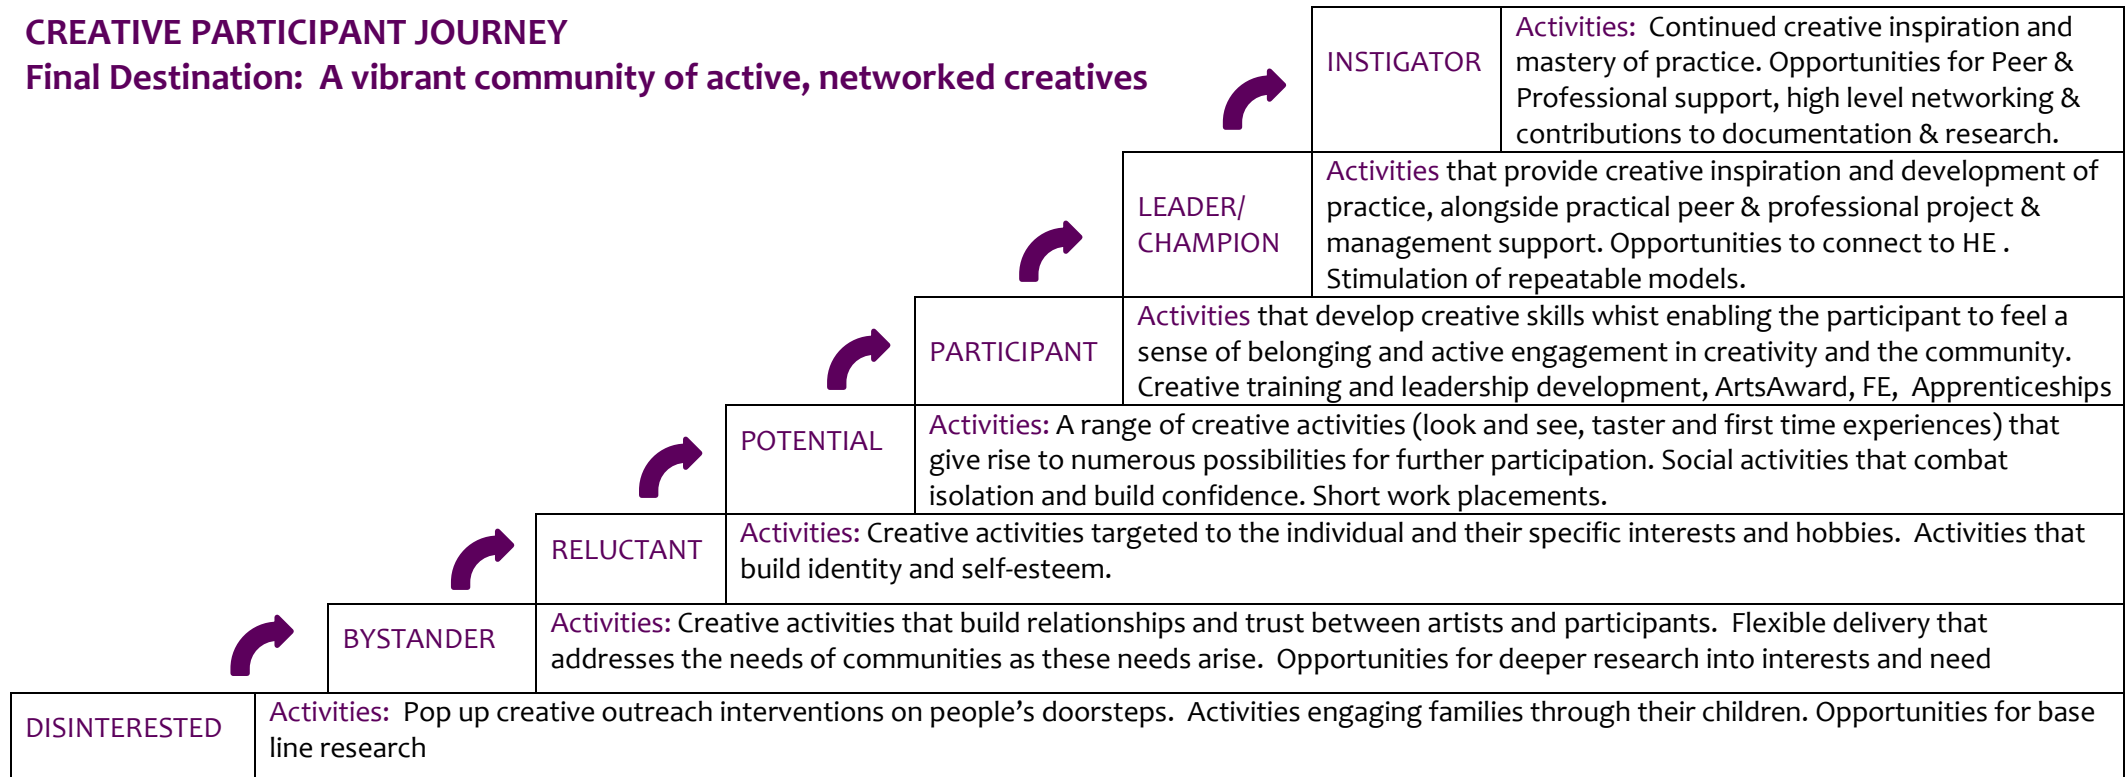 CREATIVE PARTICIPANT JOURNEY
Final Destination: A vibrant community of active, networked creatives
INSTIGATOR
Activities: Continued creative inspiration and
mastery of practice. Opportunities for Peer &
Professional support, high level networking &
contributions to documentation & research.
LEADER/
CHAMPION
Activities that provide creative inspiration and development of
practice, alongside practical peer & professional project &
management support. Opportunities to connect to HE .
Stimulation of repeatable models.
PARTICIPANT
Activities that develop creative skills whist enabling the participant to feel a
sense of belonging and active engagement in creativity and the community.
Creative training and leadership development, ArtsAward, FE, Apprenticeships
POTENTIAL
Activities: A range of creative activities (look and see, taster and first time experiences) that
give rise to numerous possibilities for further participation. Social activities that combat
isolation and build confidence. Short work placements.
RELUCTANT
Activities: Creative activities targeted to the individual and their specific interests and hobbies. Activities that
build identity and self-esteem.
BYSTANDER
Activities: Creative activities that build relationships and trust between artists and participants. Flexible delivery that
addresses the needs of communities as these needs arise. Opportunities for deeper research into interests and need
DISINTERESTED
Activities: Pop up creative outreach interventions on people’s doorsteps. Activities engaging families through their children. Opportunities for base
line research